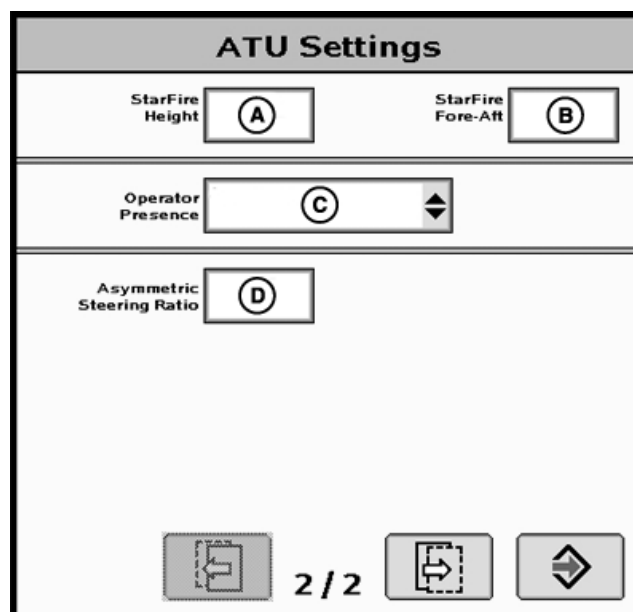 ATU Settings
StarFire
Height
A
StarFire
Fore-Aft
B
Operator
Presence
C
Asymmetric
Steering Ratio
D
2/2